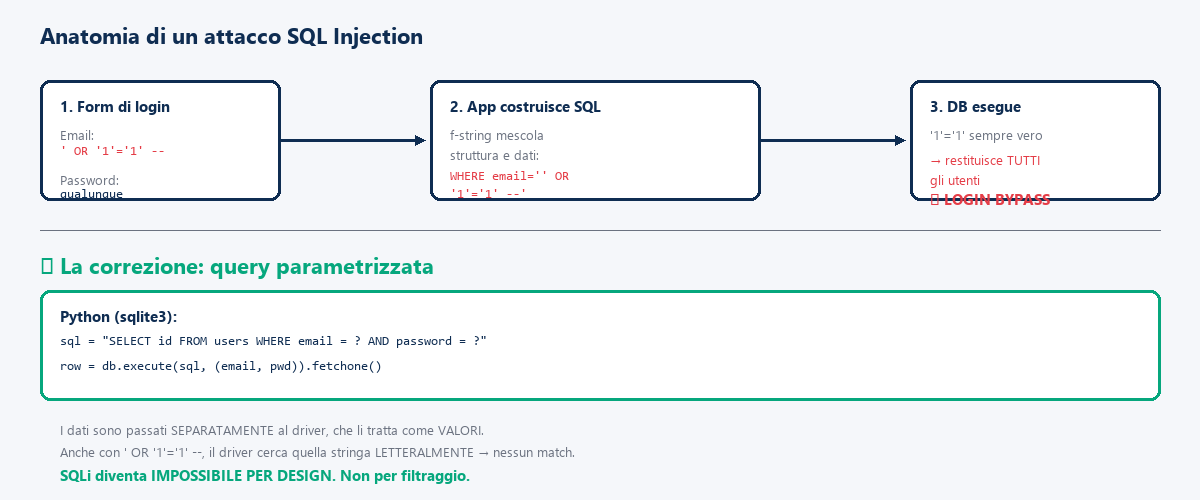 Anatomia di un attacco SQL Injection
1. Form di login
Email:
' OR '1'='1' --
Password:
qualunque
2. App costruisce SQL
f-string mescola
struttura e dati:
WHERE email='' OR
'1'='1' --'
3. DB esegue
'1'='1' sempre vero
→ restituisce TUTTI
gli utenti
LOGIN BYPASS
La correzione: query parametrizzata
Python (sqlite3):
sql = "SELECT id FROM users WHERE email = ? AND password = ?"
row = db.execute(sql, (email, pwd)).fetchone()
I dati sono passati SEPARATAMENTE al driver, che li tratta come VALORI.
Anche con ' OR '1'='1' --, il driver cerca quella stringa LETTERALMENTE → nessun match.
SQLi diventa IMPOSSIBILE PER DESIGN. Non per filtraggio.